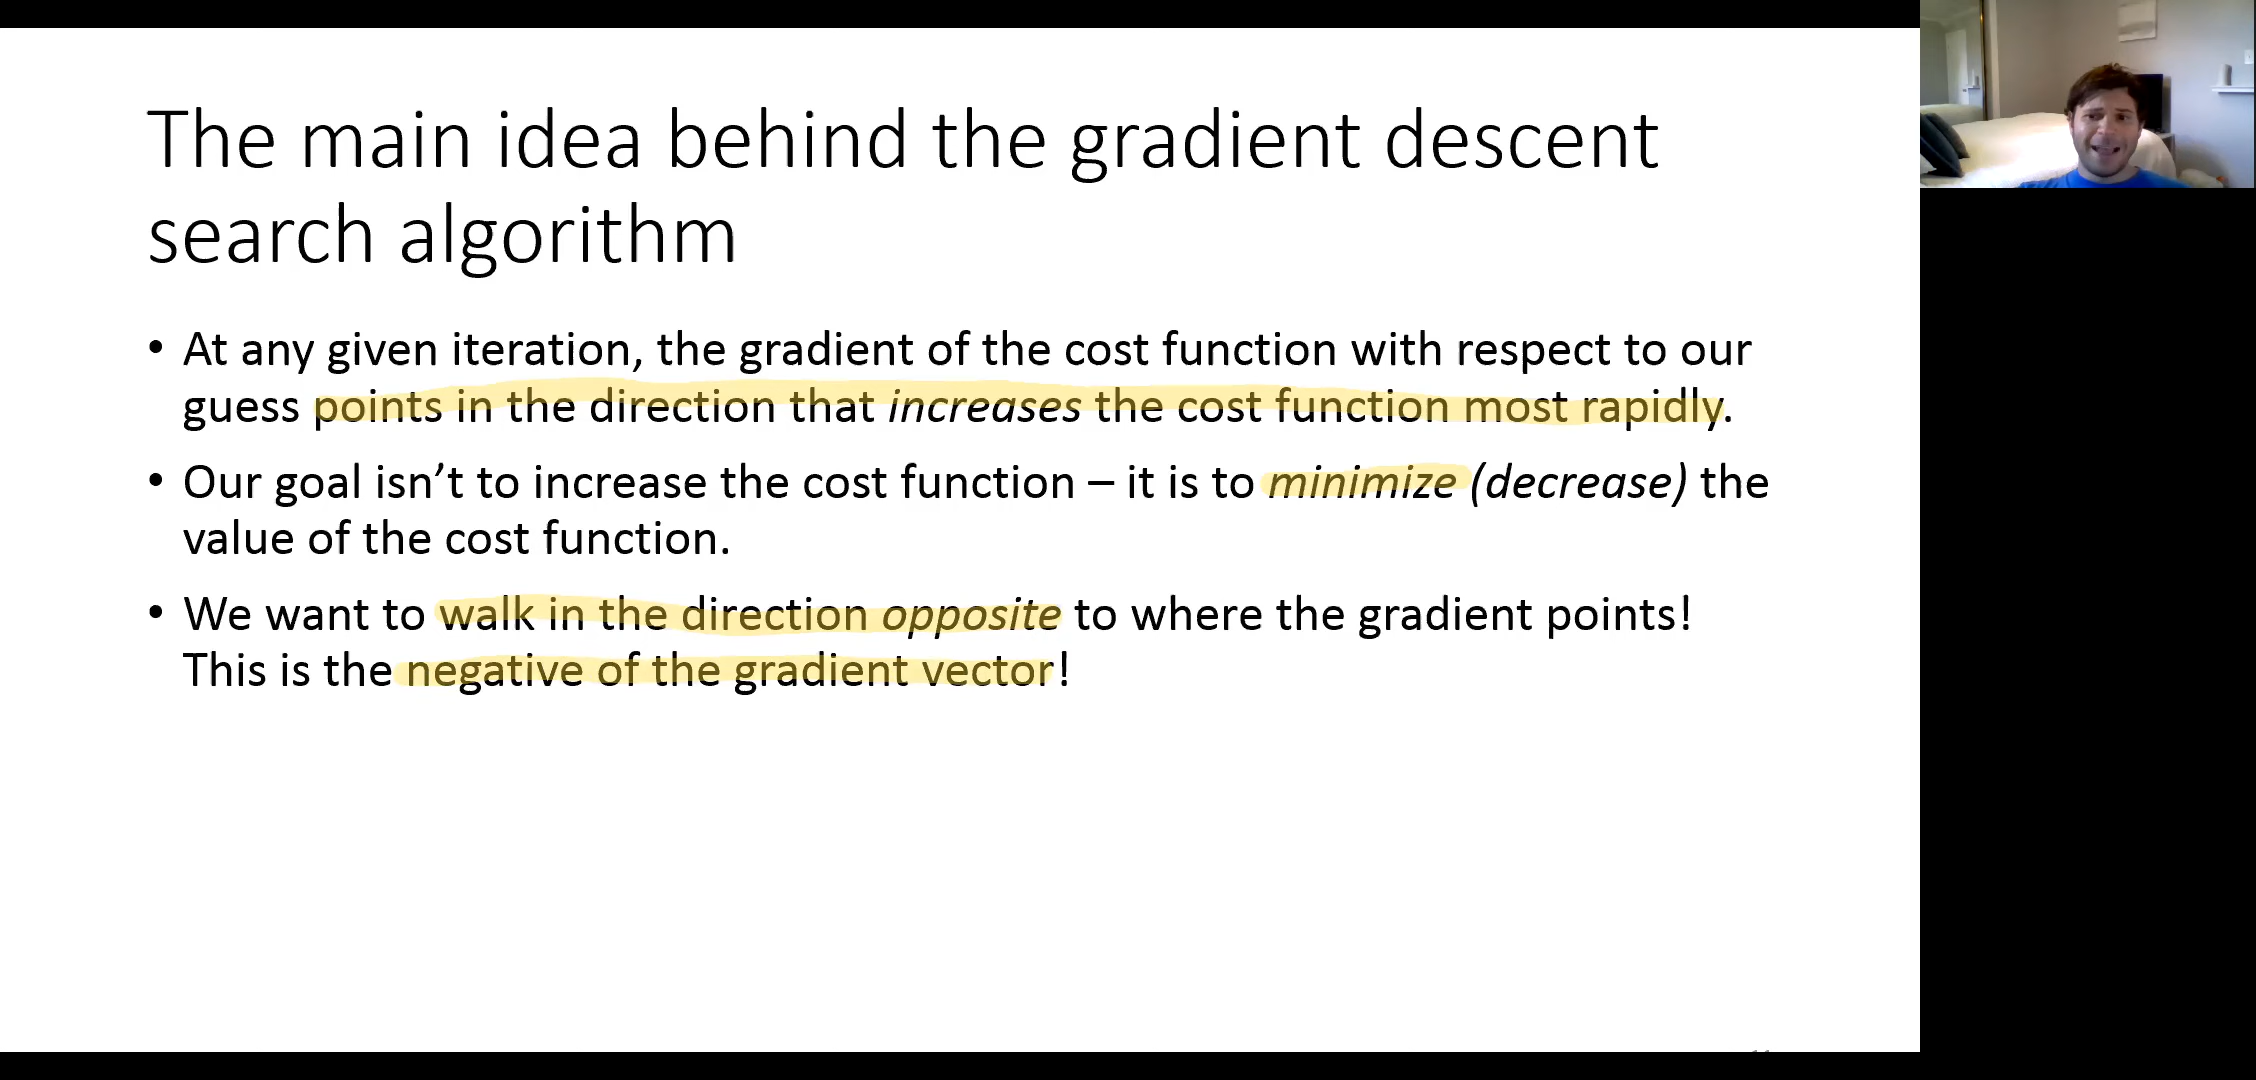 The main idea behind the gradient descent
search algorithm
• At any given iteration, the gradient of the cost function with respect to our
guess points in the direction that increases the cost function most rapidly.
• Our goal isn’t to increase the cost function – it is to minimize (decrease) the
value of the cost function.
• We want to walk in the direction opposite to where the gradient points!
This is the negative of the gradient vector!